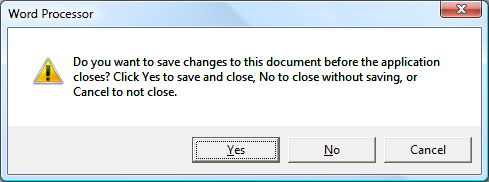 Word Processor
Do you want to save changes to this document before the application
closes? Click Yes to save and close, No to close without saving, or
Cancel to not close.
Yes No Cancel